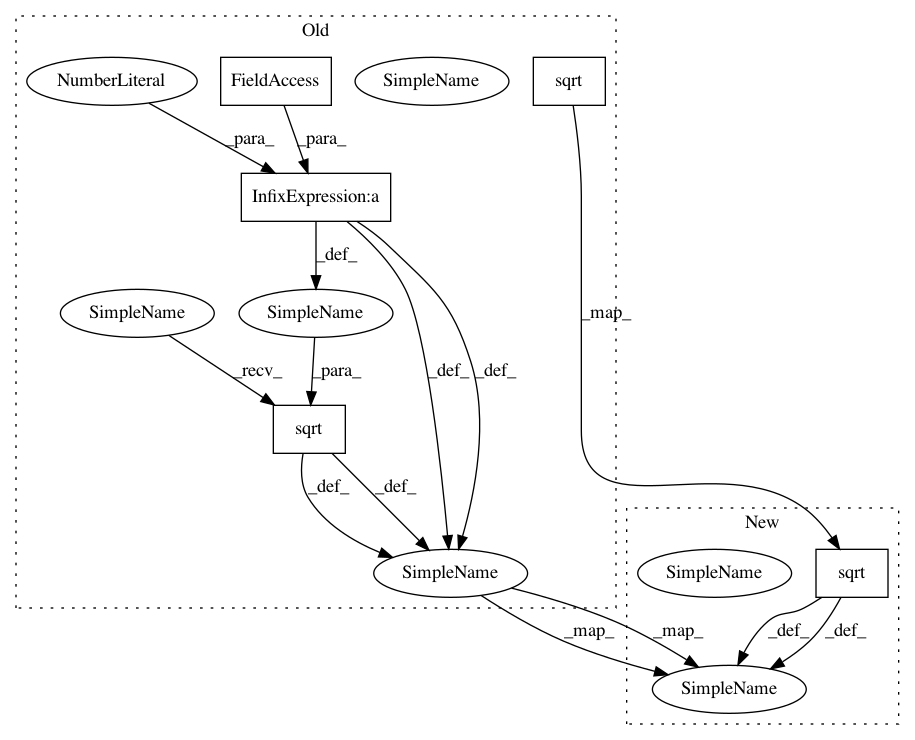 Old
NumberLiteral
FieldAccess
SimpleName
sqrt
_para_
_para_
InfixExpression:a
_def_
SimpleName
SimpleName
_map_
_recv_
_para_
_def_
_def_
sqrt
_def_
_def_
New
SimpleName
SimpleName
sqrt
_map_
_map_
_def_
_def_
SimpleName